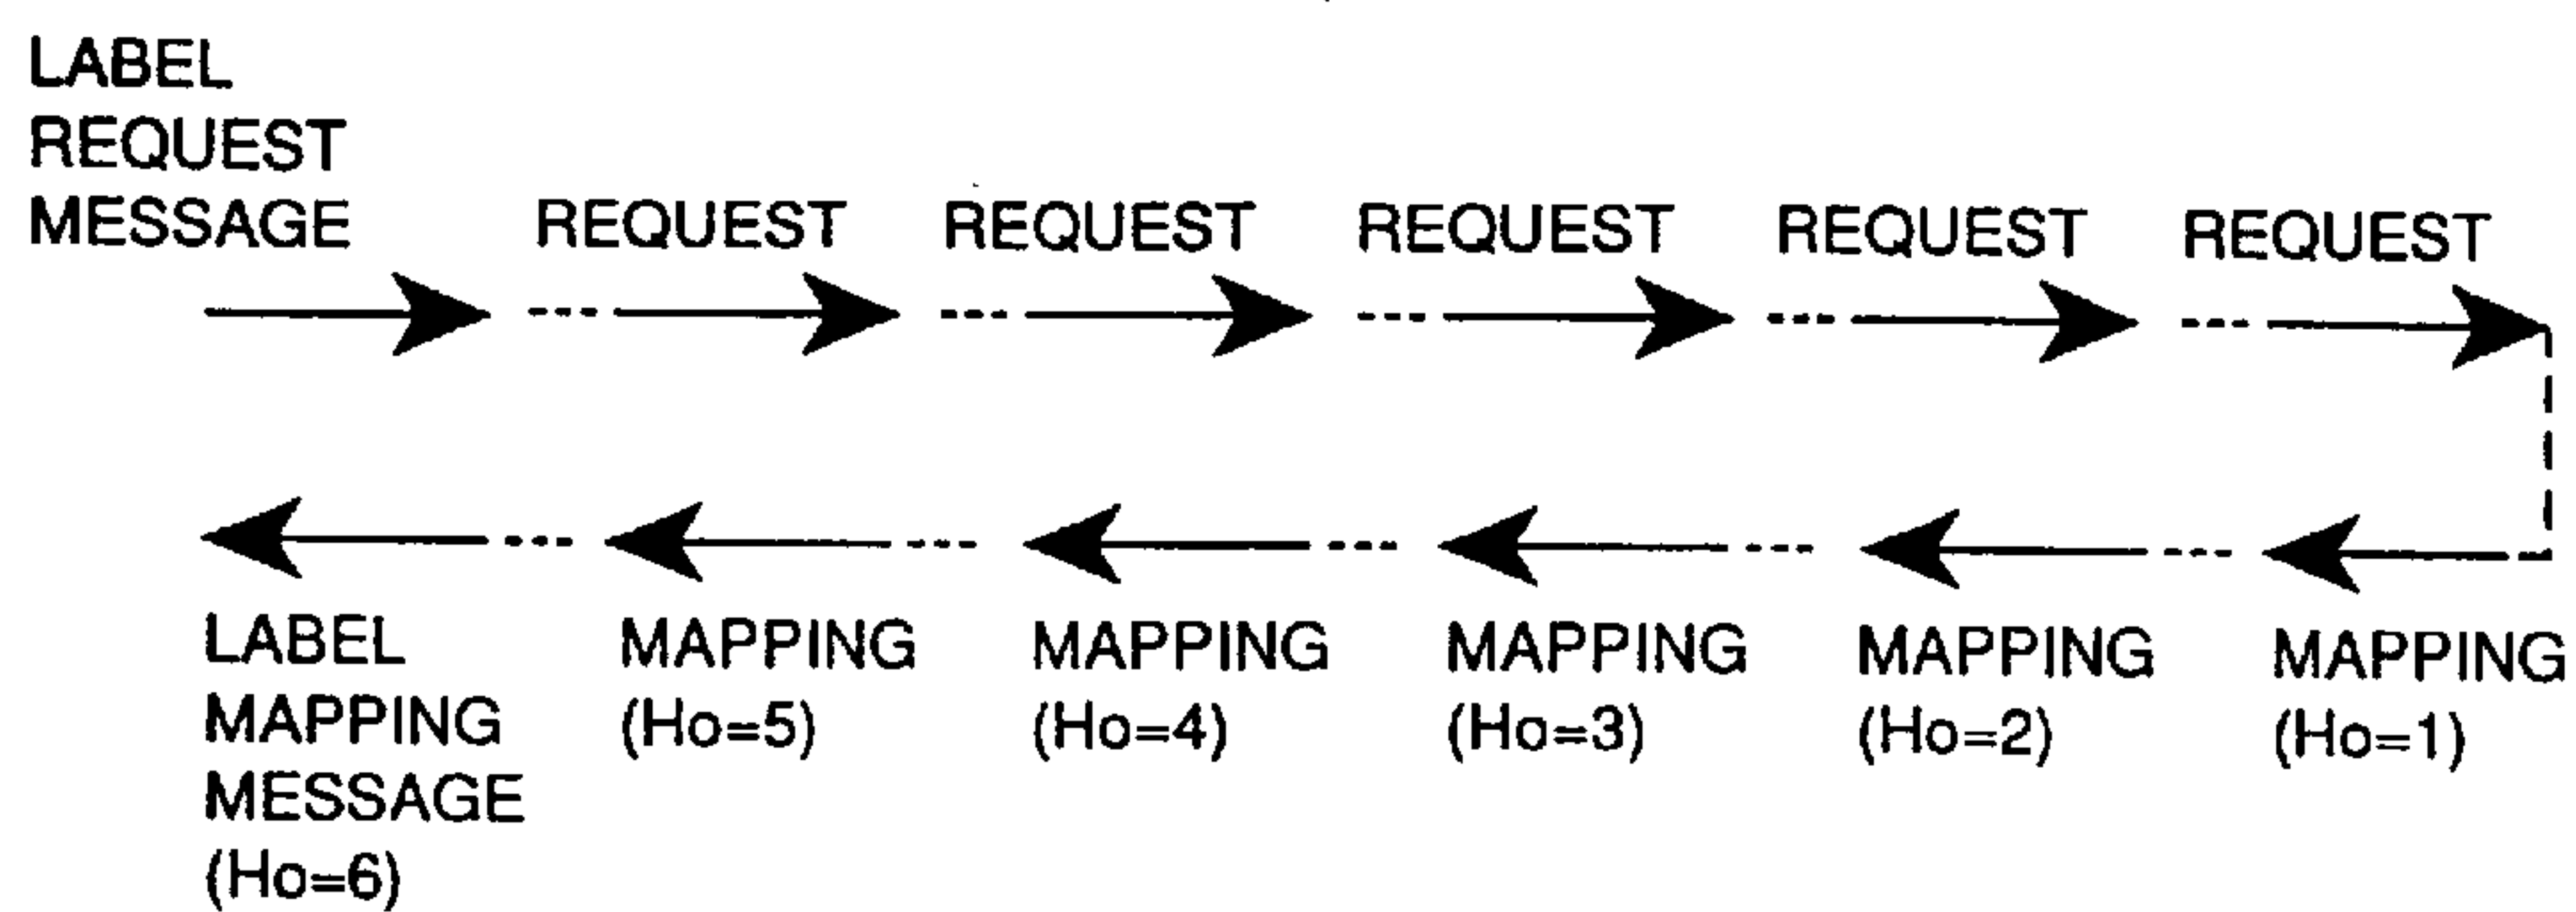 LABEL
REQUEST
MESSAGE
REQUEST
REQUEST
REQUEST
REQUEST
REQUEST
LABEL
MAPPING
MESSAGE
(Ho=6)
MAPPING
(Ho=5)
MAPPING
(Ho=4)
MAPPING
(Ho=3)
MAPPING
(Ho=2)
MAPPING
(Ho=1)